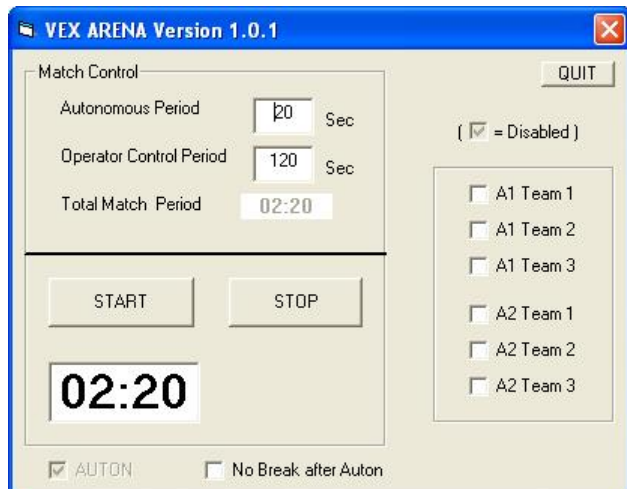 VEX ARENA Version 1.0.1
Match Control
QUIT
Autonomous Period 20 Sec
( = Disabled )
Operator Control Period 120 Sec
Total Match Period 02:20
A1 Team 1
A1 Team 2
A1 Team 3
A2 Team 1
A2 Team 2
A2 Team 3
START STOP
02:20
AUTON No Break after Auton